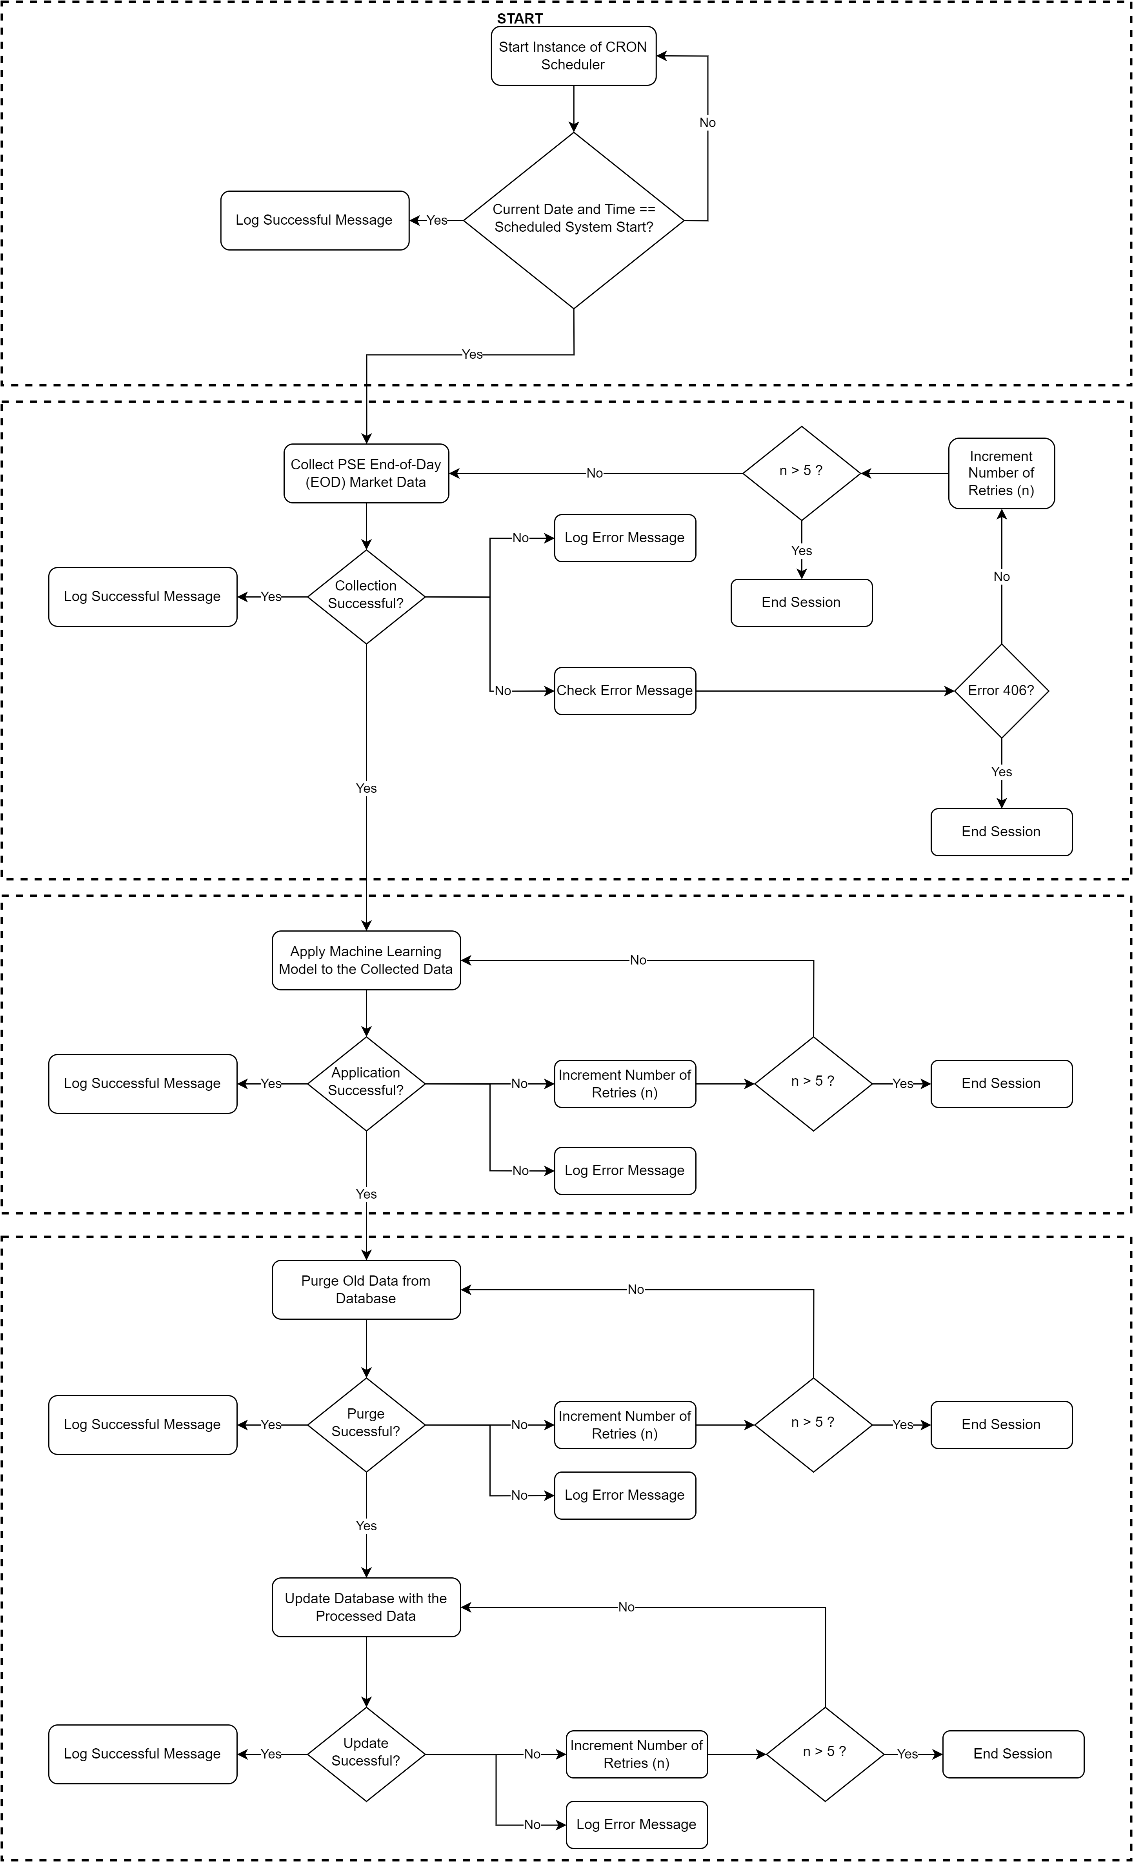 START
Start Instance of CRON
Scheduler
No
Current Date and Time ==
Scheduled System Start?
Yes
Log Successful Message
Yes
Collect PSE End-of-Day
(EOD) Market Data
No
n > 5 ?
Increment
Number of
Retries (n)
No
Log Error Message
Yes
No
End Session
Collection
Successful?
Yes
Log Successful Message
No
Check Error Message
Error 406?
Yes
Yes
End Session
Apply Machine Learning
Model to the Collected Data
No
Log Successful Message
Yes
Application
Successful?
No
Increment Number of
Retries (n)
n > 5 ?
Yes
End Session
No
Log Error Message
Yes
Purge Old Data from
Database
No
Log Successful Message
Yes
Purge
Sucessful?
No
Increment Number of
Retries (n)
n > 5 ?
Yes
End Session
No
Log Error Message
Yes
Update Database with the
Processed Data
No
Log Successful Message
Yes
Update
Sucessful?
No
Increment Number of
Retries (n)
n > 5 ?
Yes
End Session
No
Log Error Message